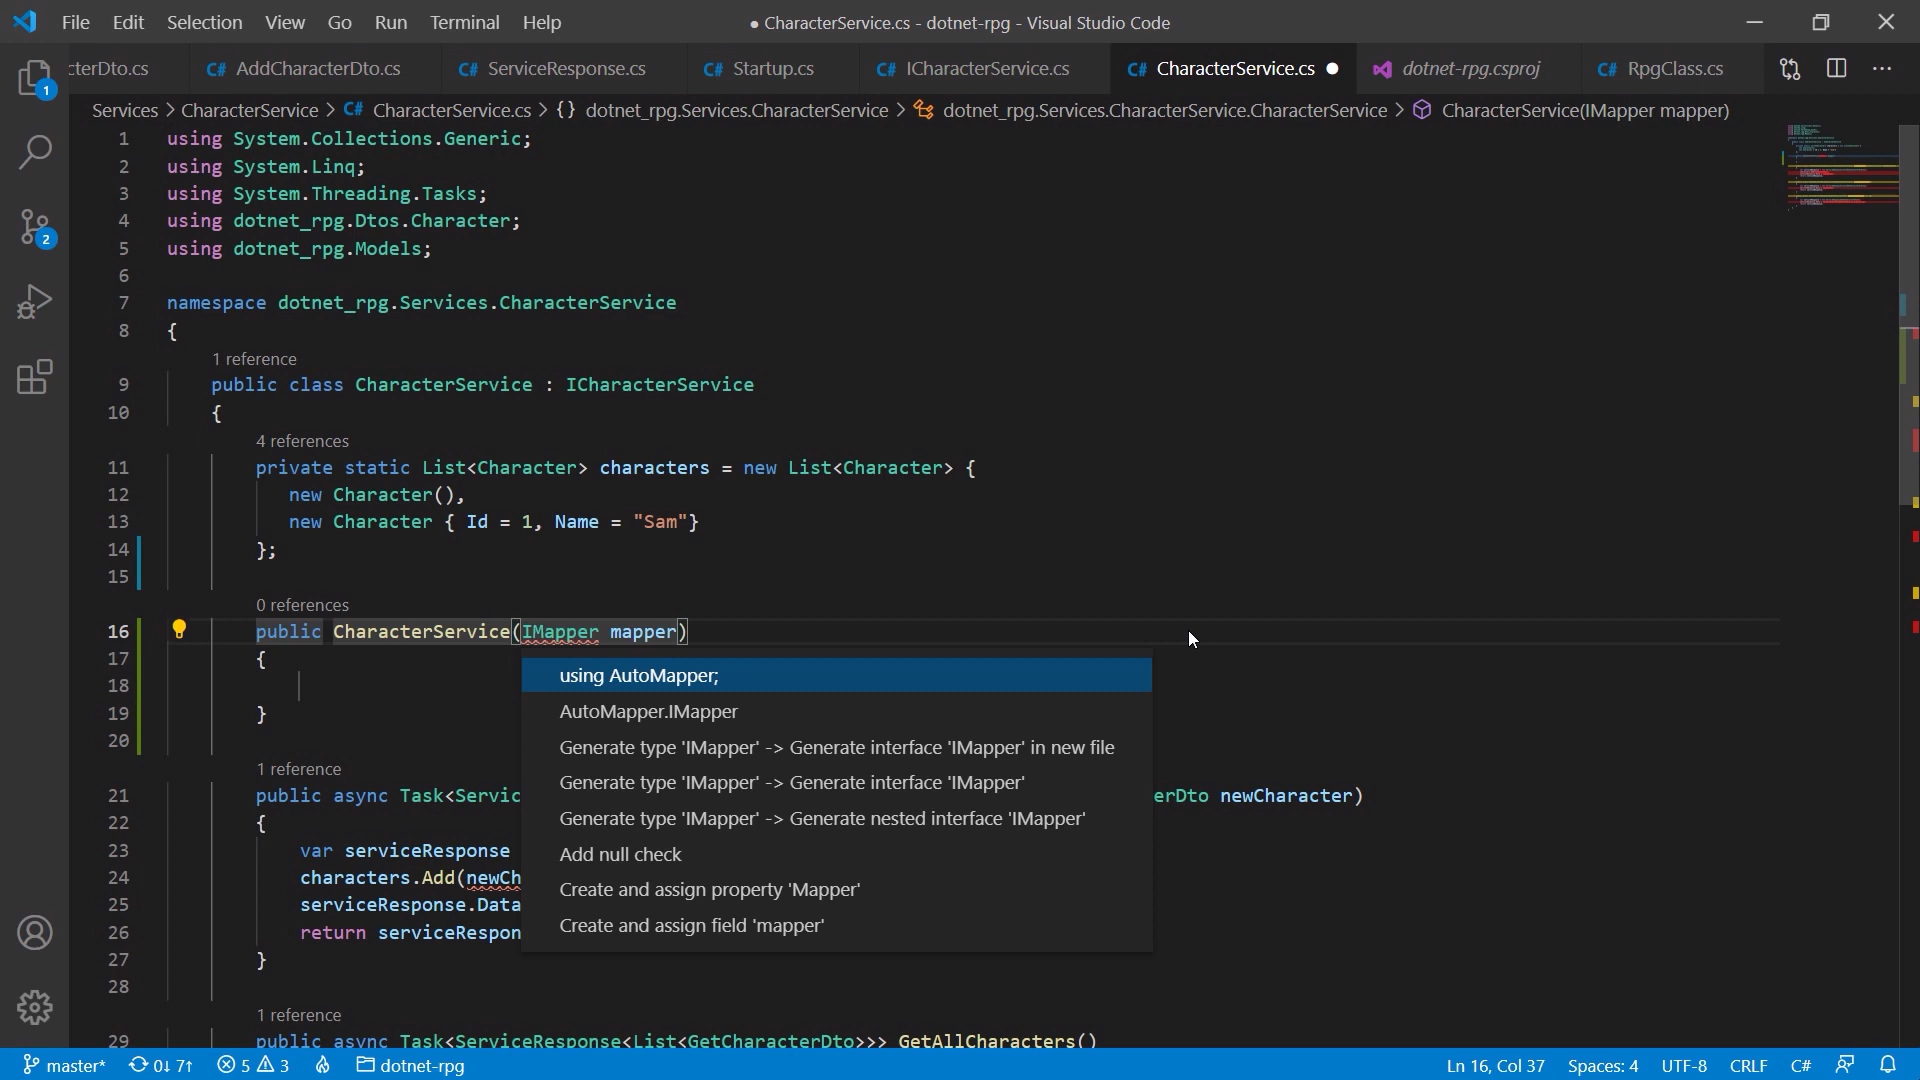 File Edit Selection View Go Run Terminal Help ● CharacterService.cs - dotnet-rpg - Visual Studio Code
cterDto.cs C# AddCharacterDto.cs C# ServiceResponse.cs C# Startup.cs C# ICharacterService.cs C# CharacterService.cs ● dotnet-rpg.csproj C# RpgClass.cs
Services > CharacterService > C# CharacterService.cs > {} dotnet_rpg.Services.CharacterService > dotnet_rpg.Services.CharacterService.CharacterService > CharacterService(IMapper mapper)
1
2
1 using System.Collections.Generic;
2 using System.Linq;
3 using System.Threading.Tasks;
4 using dotnet_rpg.Dtos.Character;
5 using dotnet_rpg.Models;
6
7 namespace dotnet_rpg.Services.CharacterService
8 {
1 reference
9 public class CharacterService : ICharacterService
10 {
4 references
11 private static List<Character> characters = new List<Character> {
12 new Character(),
13 new Character { Id = 1, Name = "Sam"}
14 };
15
0 references
16 public CharacterService(IMapper mapper)
17 {
18
19 }
20
using AutoMapper;
AutoMapper.IMapper
Generate type 'IMapper' -> Generate interface 'IMapper' in new file
Generate type 'IMapper' -> Generate interface 'IMapper'
Generate type 'IMapper' -> Generate nested interface 'IMapper'
Add null check
Create and assign property 'Mapper'
Create and assign field 'mapper'
1 reference
21 public async Task<Servic erDto newCharacter)
22 {
23 var serviceResponse
24 characters.Add(newCh
25 serviceResponse.Data
26 return serviceRespon
27 }
28
1 reference
29 public async Task<ServiceResponse<List<GetCharacterDto>>> GetAllCharacters()
master* 0↓ 7↑ 5 3 dotnet-rpg Ln 16, Col 37 Spaces: 4 UTF-8 CRLF C#